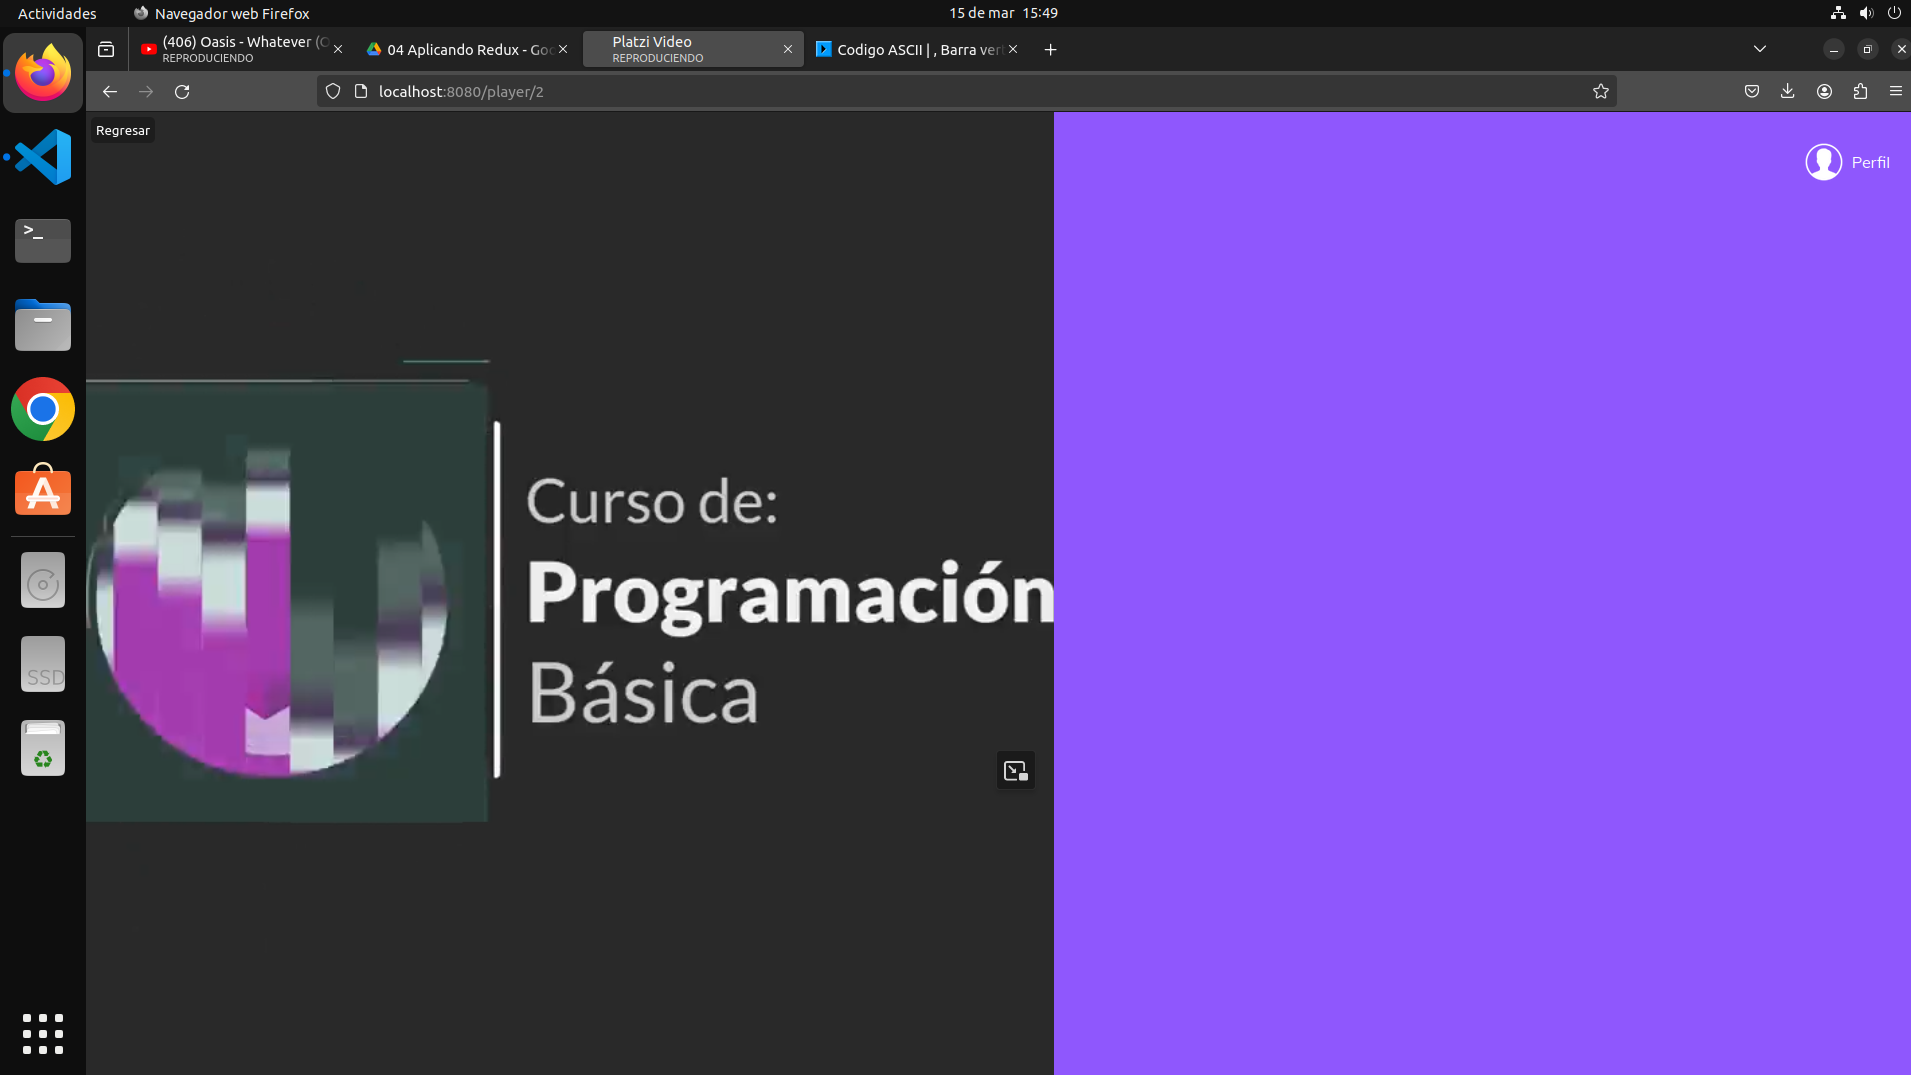 Actividades
Navegador web Firefox
15 de mar 15:49
(406) Oasis - Whatever (O
REPRODUCIENDO
04 Aplicando Redux - Goo
Platzi Video
REPRODUCIENDO
Codigo ASCII | , Barra ver
localhost:8080/player/2
Regresar
Perfil
Curso de:
Programación
Básica
SSD